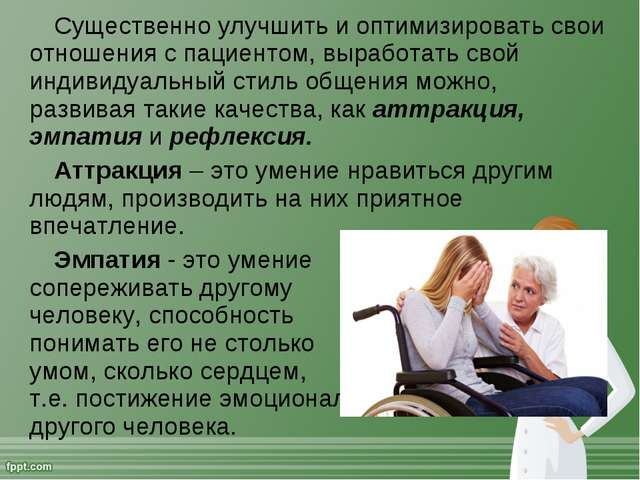 Существенно улучшить и оптимизировать свои
отношения с пациентом, выработать свой
индивидуальный стиль общения можно,
развивая такие качества, как аттракция,
эмпатия и рефлексия.
Аттракция – это умение нравиться другим
людям, производить на них приятное
впечатление.
Эмпатия - это умение
сопереживать другому
человеку, способность
понимать его не столько
умом, сколько сердцем,
т.е. постижение
другого человека.
fppt.com